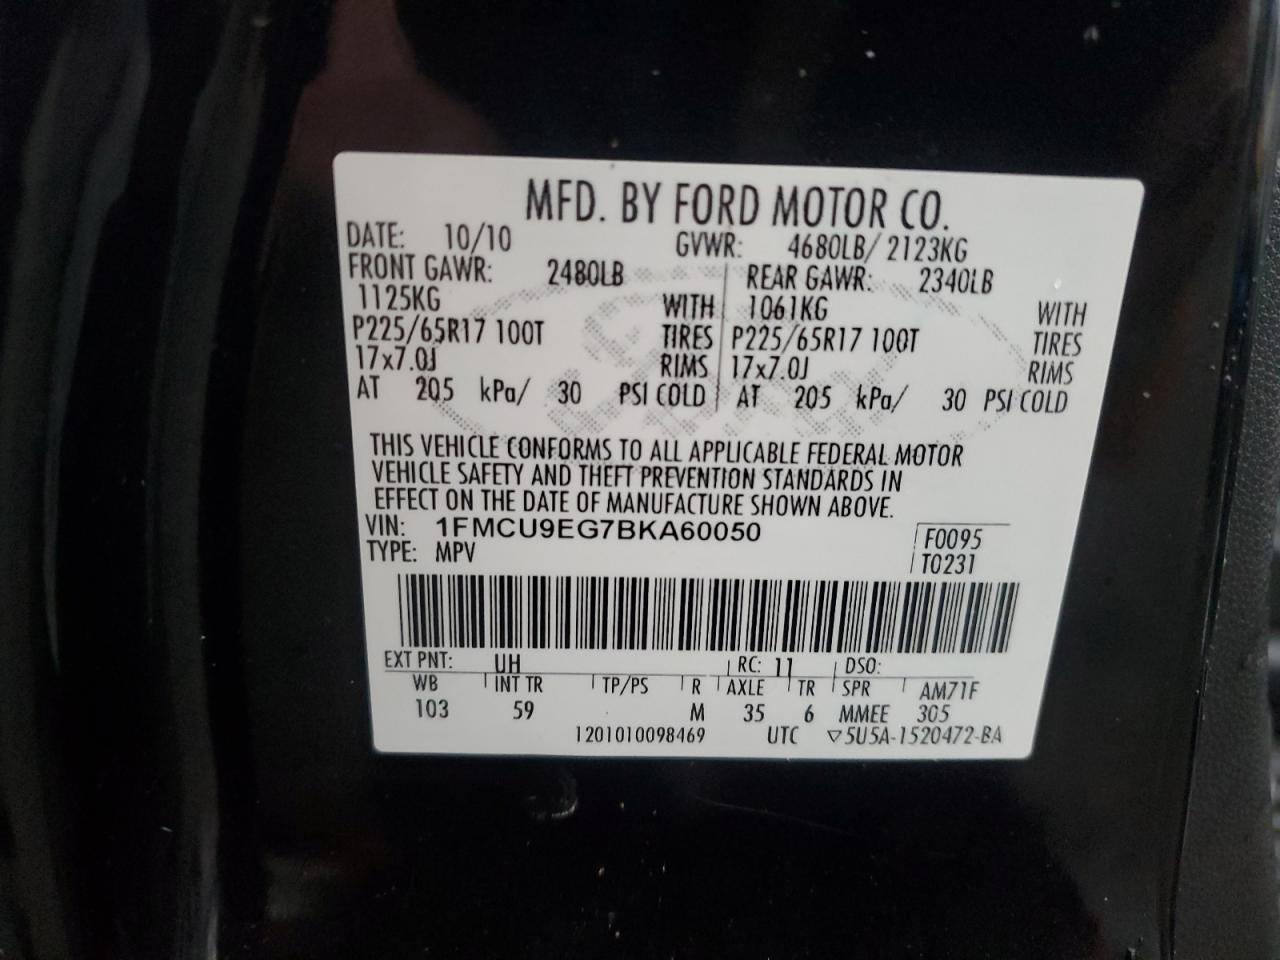 MFD. BY FORD MOTOR CO.
DATE: 10/10 GVWR: 4680LB/ 2123KG
FRONT GAWR: 2480LB REAR GAWR: 2340LB
1125KG WITH 1061KG WITH
P225/65R17 100T TIRES P225/65R17 100T TIRES
17x7.0J RIMS 17x7.0J RIMS
AT 205 kPa/ 30 PSI COLD AT 205 kPa/ 30 PSI COLD
THIS VEHICLE CONFORMS TO ALL APPLICABLE FEDERAL MOTOR
VEHICLE SAFETY AND THEFT PREVENTION STANDARDS IN
EFFECT ON THE DATE OF MANUFACTURE SHOWN ABOVE.
VIN: 1FMCU9EG7BKA60050 F0095
TYPE: MPV T0231
EXT PNT: UH RC: 11 DSO:
WB INT TR TP/PS R AXLE TR SPR AM71F
103 59 M 35 6 MMEE 305
1201010098469 UTC ▽5U5A-1520472-BA